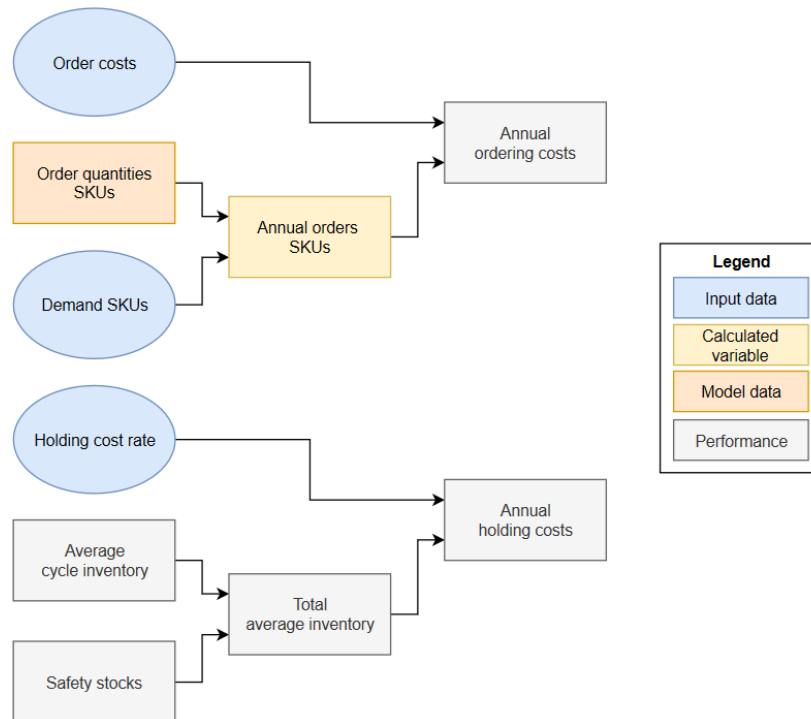 Order costs
Annual
ordering costs
Order quantities
SKUs
Annual orders
SKUs
Demand SKUs
Legend
Input data
Calculated
variable
Model data
Performance
Holding cost rate
Annual
holding costs
Average
cycle inventory
Total
average inventory
Safety stocks